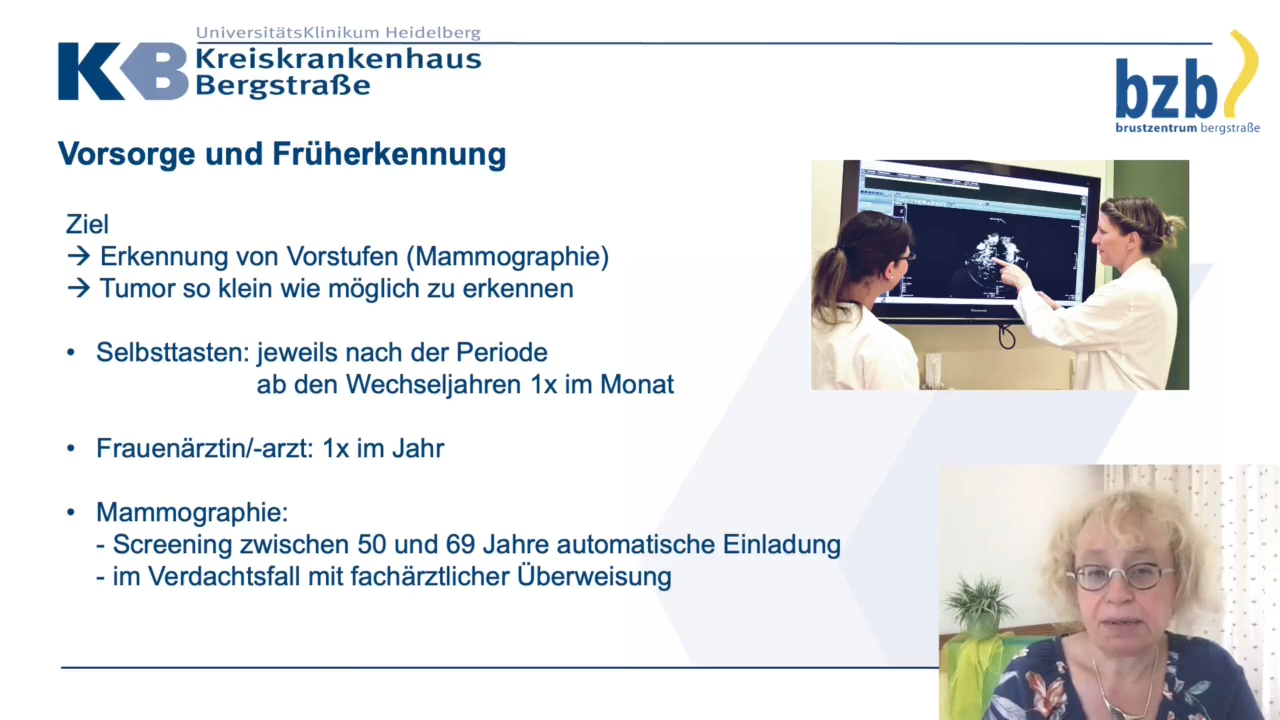 UniversitätsKlinikum Heidelberg
KB Kreiskrankenhaus
Bergstraße
bzb
brustzentrum bergstraße
Vorsorge und Früherkennung
Ziel
→ Erkennung von Vorstufen (Mammographie)
→ Tumor so klein wie möglich zu erkennen
• Selbsttasten: jeweils nach der Periode
ab den Wechseljahren 1x im Monat
• Frauenärztin/-arzt: 1x im Jahr
• Mammographie:
- Screening zwischen 50 und 69 Jahre automatische Einladung
- im Verdachtsfall mit fachärztlicher Überweisung
Panasonic